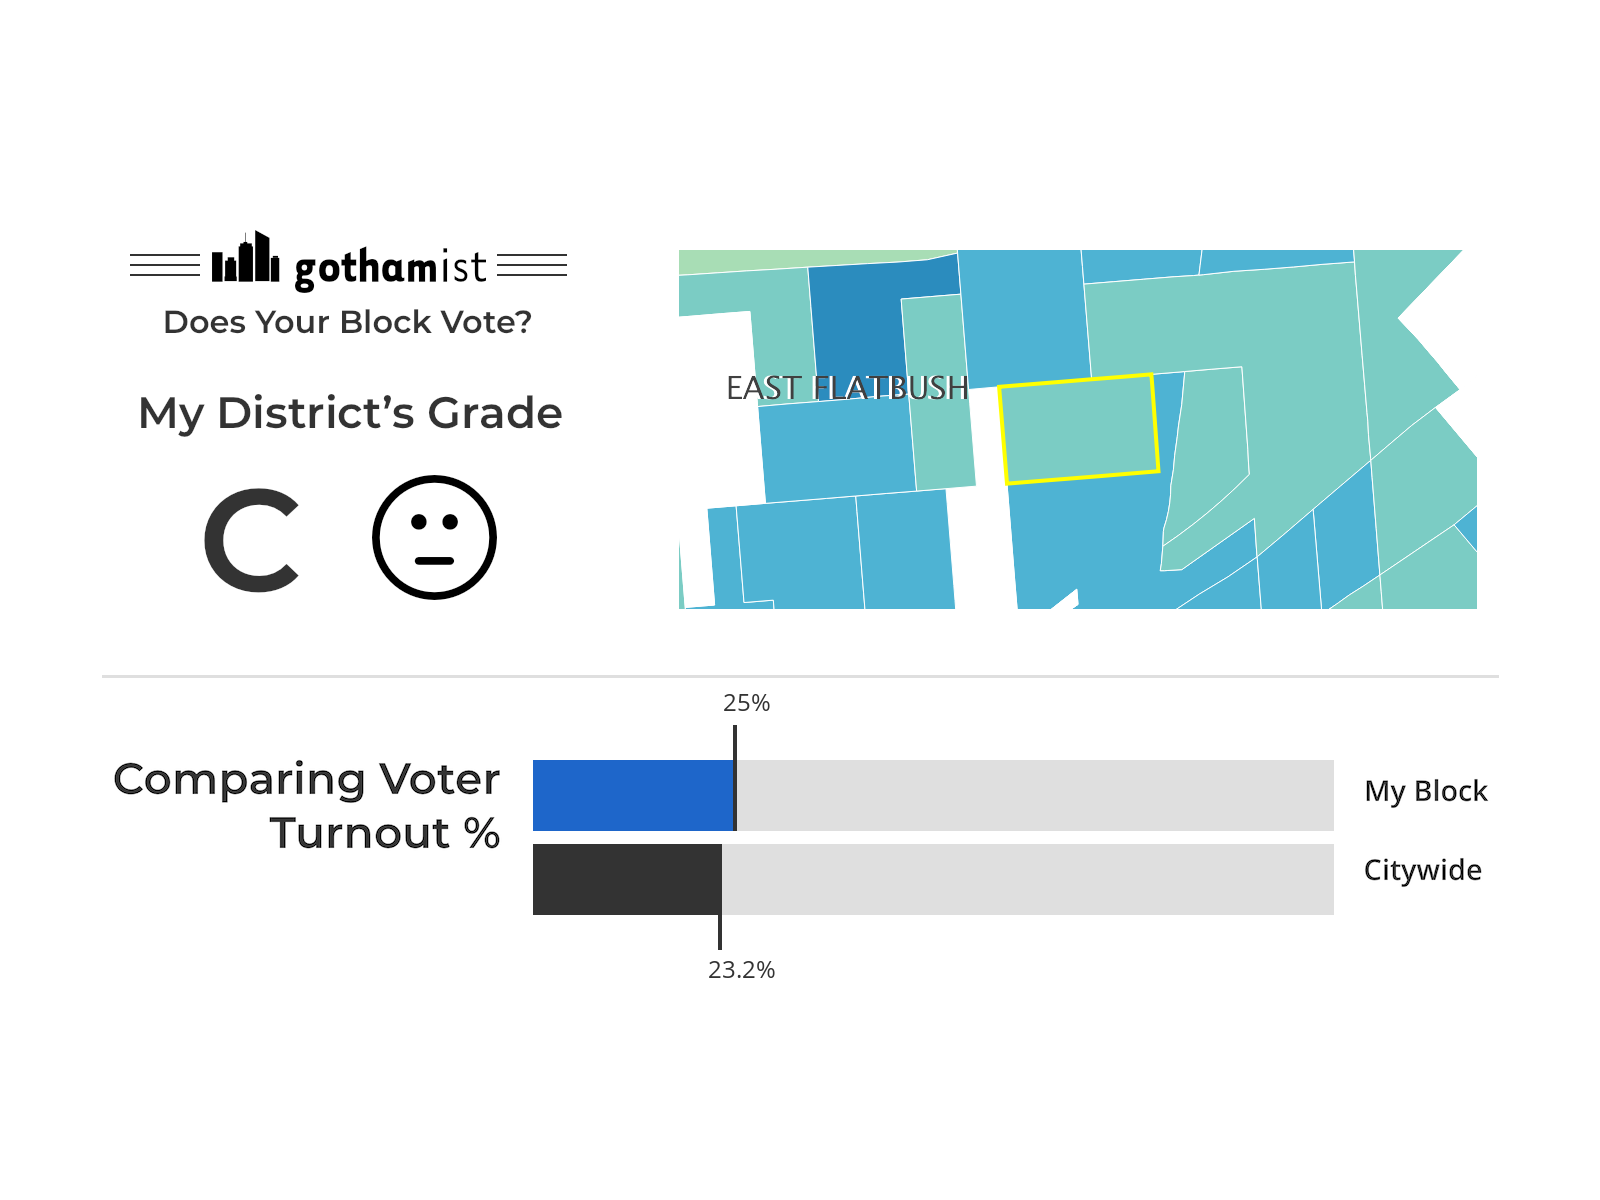 gothamist
Does Your Block Vote?
My District’s Grade
C
EAST FLATBUSH
25%
Comparing Voter
Turnout %
My Block
Citywide
23.2%